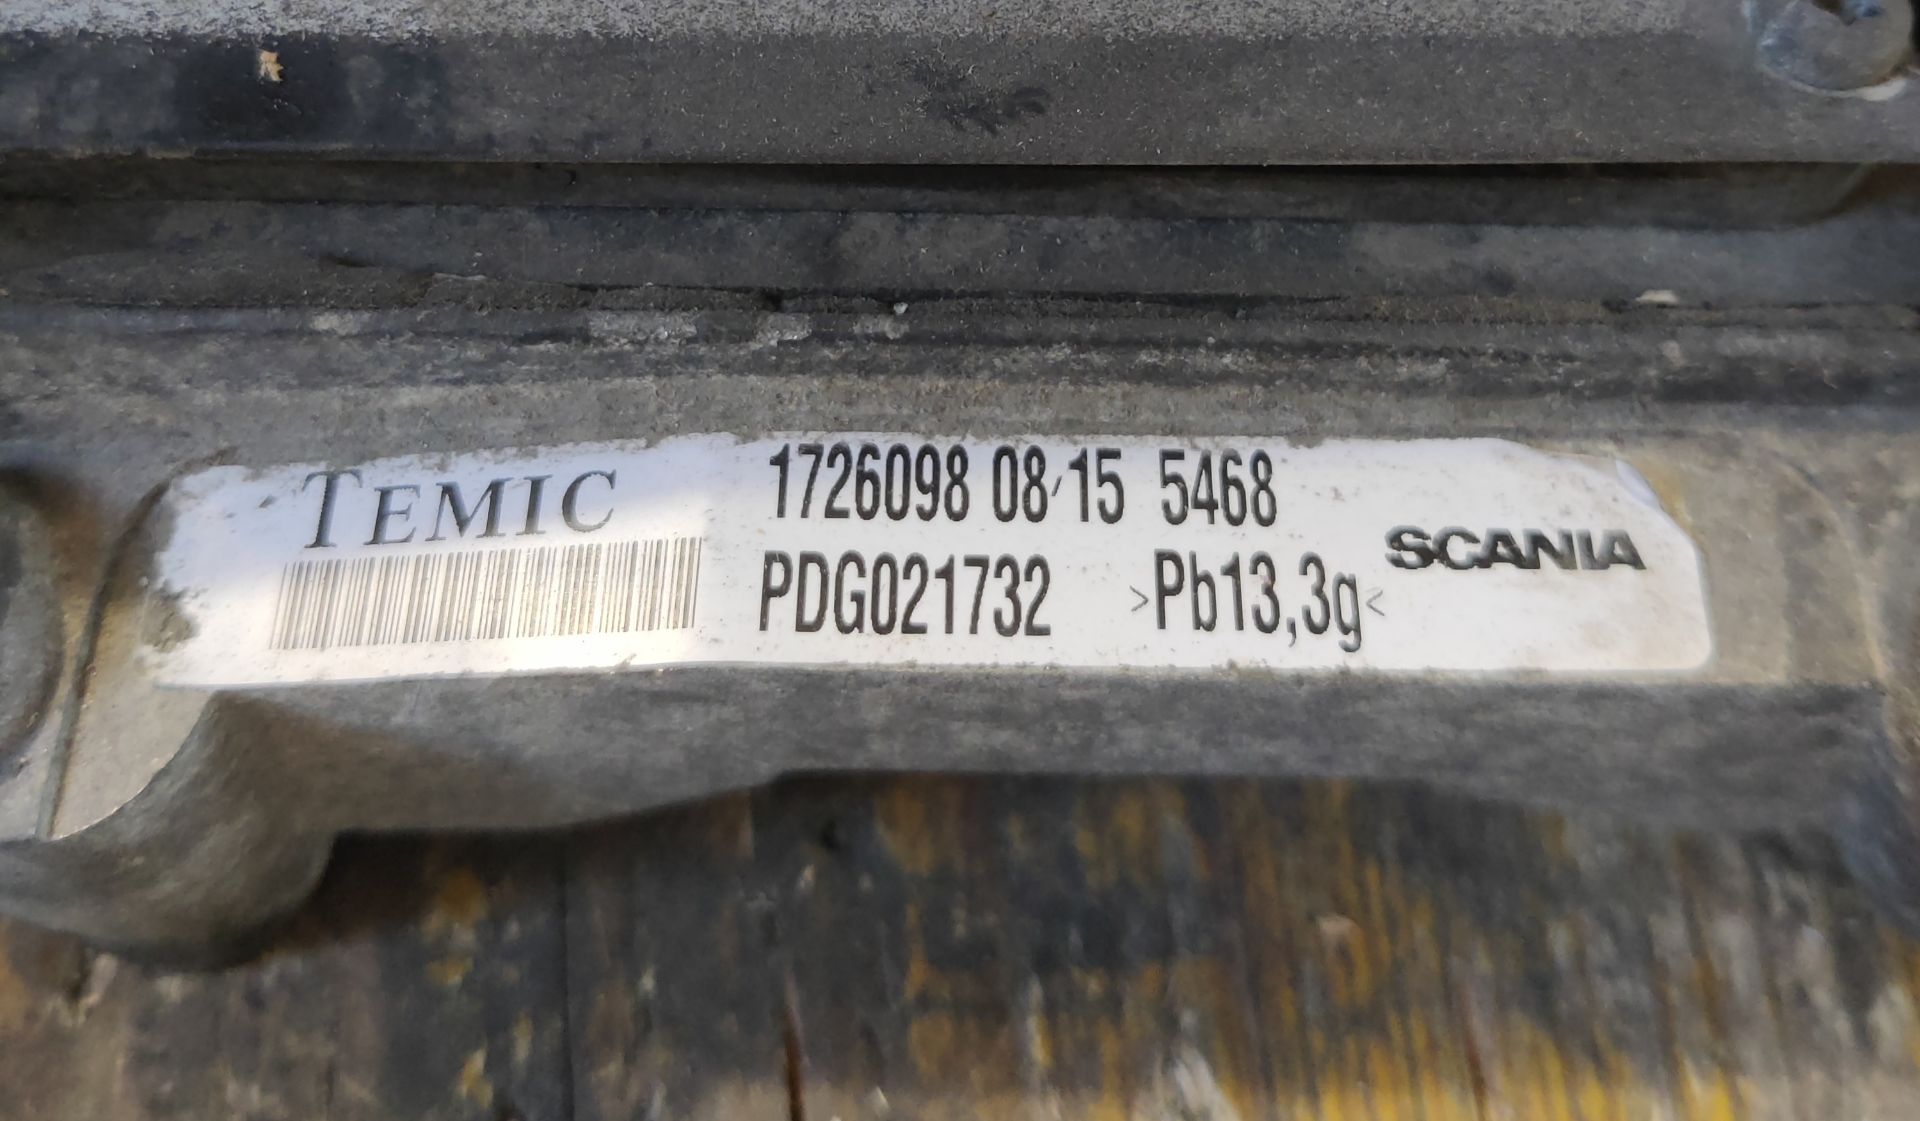 TEMIC
1726098 08/15 5468
PDG021732 >Pb13,3g<
SCANIA